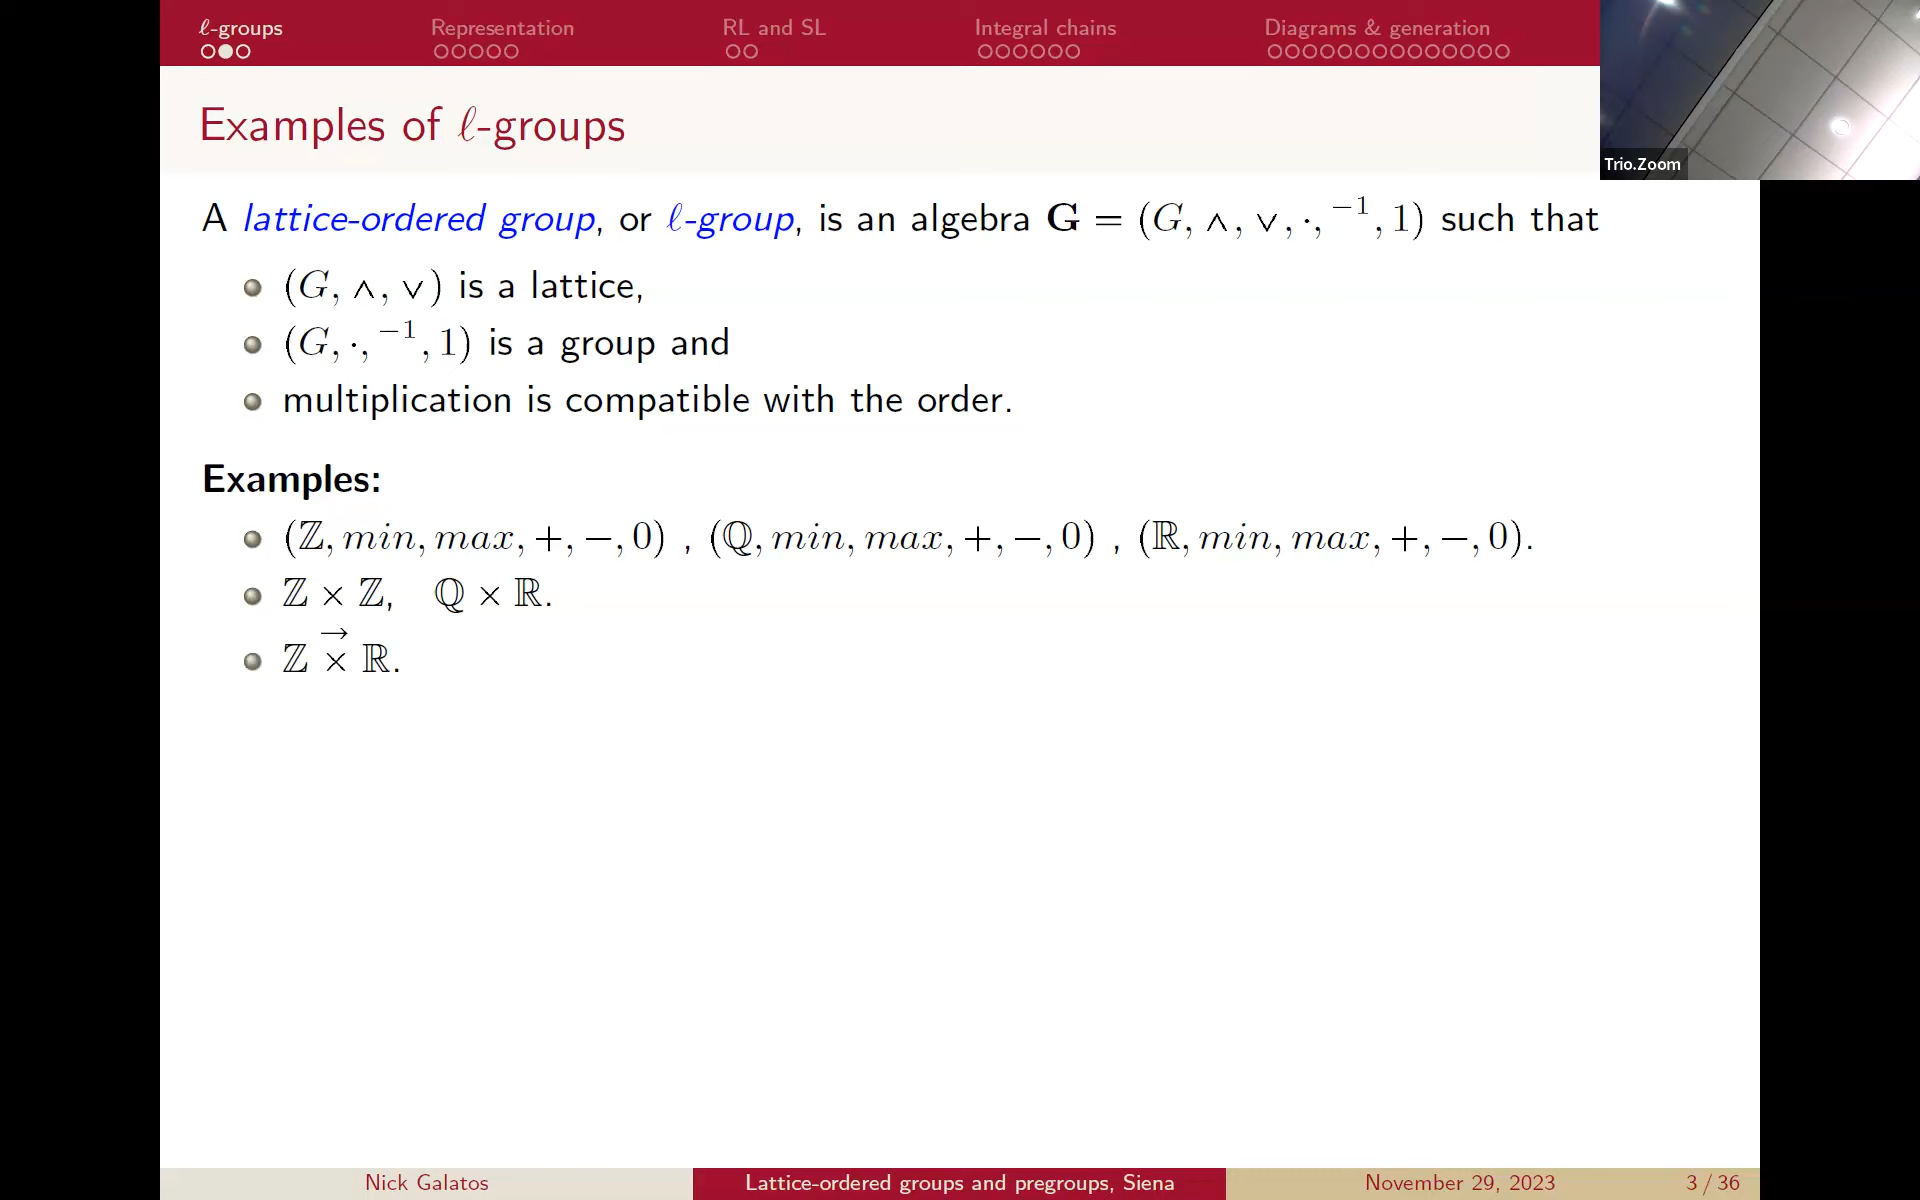 ℓ-groups Representation RL and SL Integral chains Diagrams & generation
Trio.Zoom
Examples of ℓ-groups
A lattice-ordered group, or ℓ-group, is an algebra G = (G, ∧, ∨, ·, ⁻¹, 1) such that
(G, ∧, ∨) is a lattice,
(G, ·, ⁻¹, 1) is a group and
multiplication is compatible with the order.
Examples:
(ℤ, min, max, +, −, 0) , (ℚ, min, max, +, −, 0) , (ℝ, min, max, +, −, 0).
ℤ × ℤ, ℚ × ℝ.
ℤ ×⃗ ℝ.
Nick Galatos Lattice-ordered groups and pregroups, Siena November 29, 2023 3 / 36